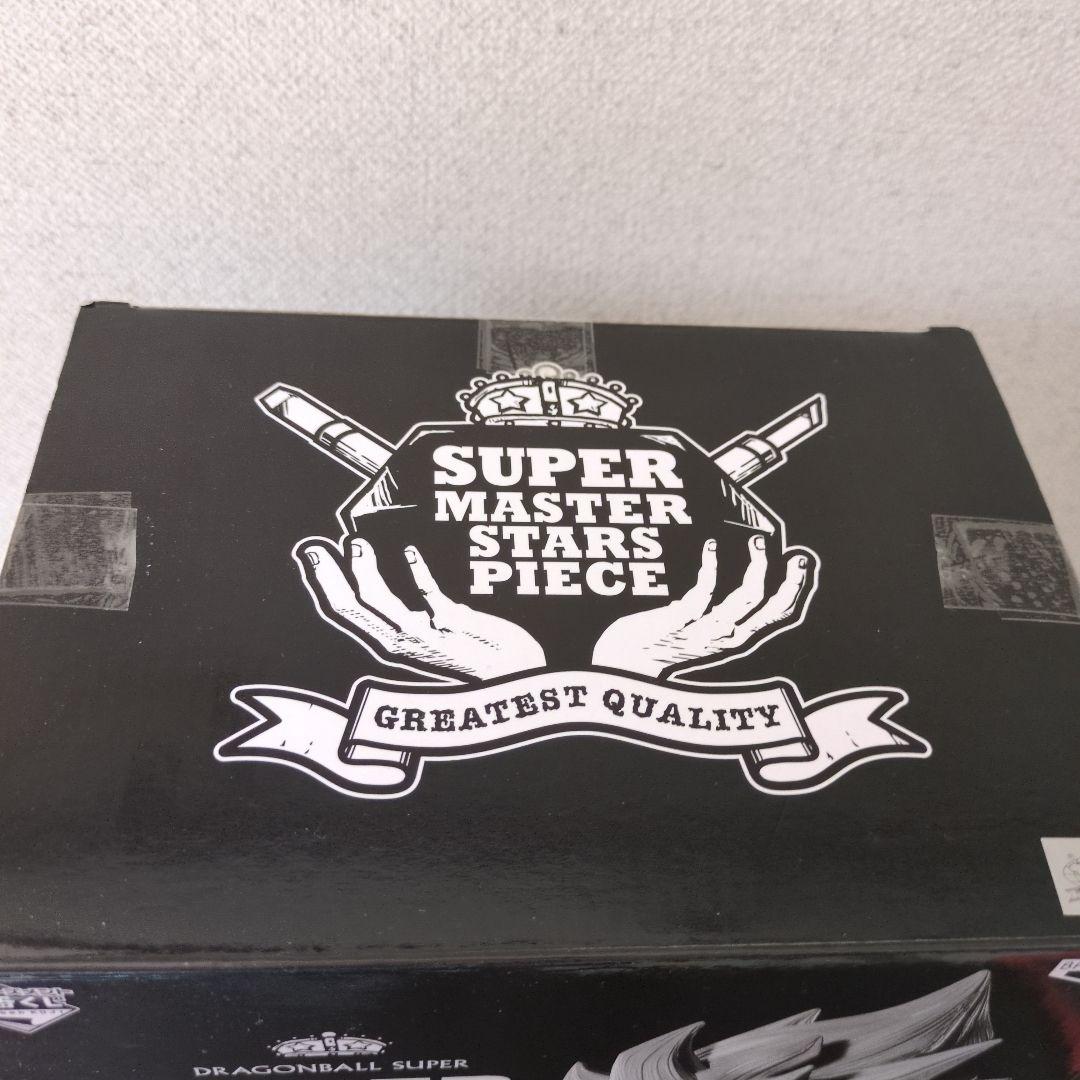 SUPER
MASTER
STARS
PIECE
GREATEST QUALITY
DRAGONBALL SUPER